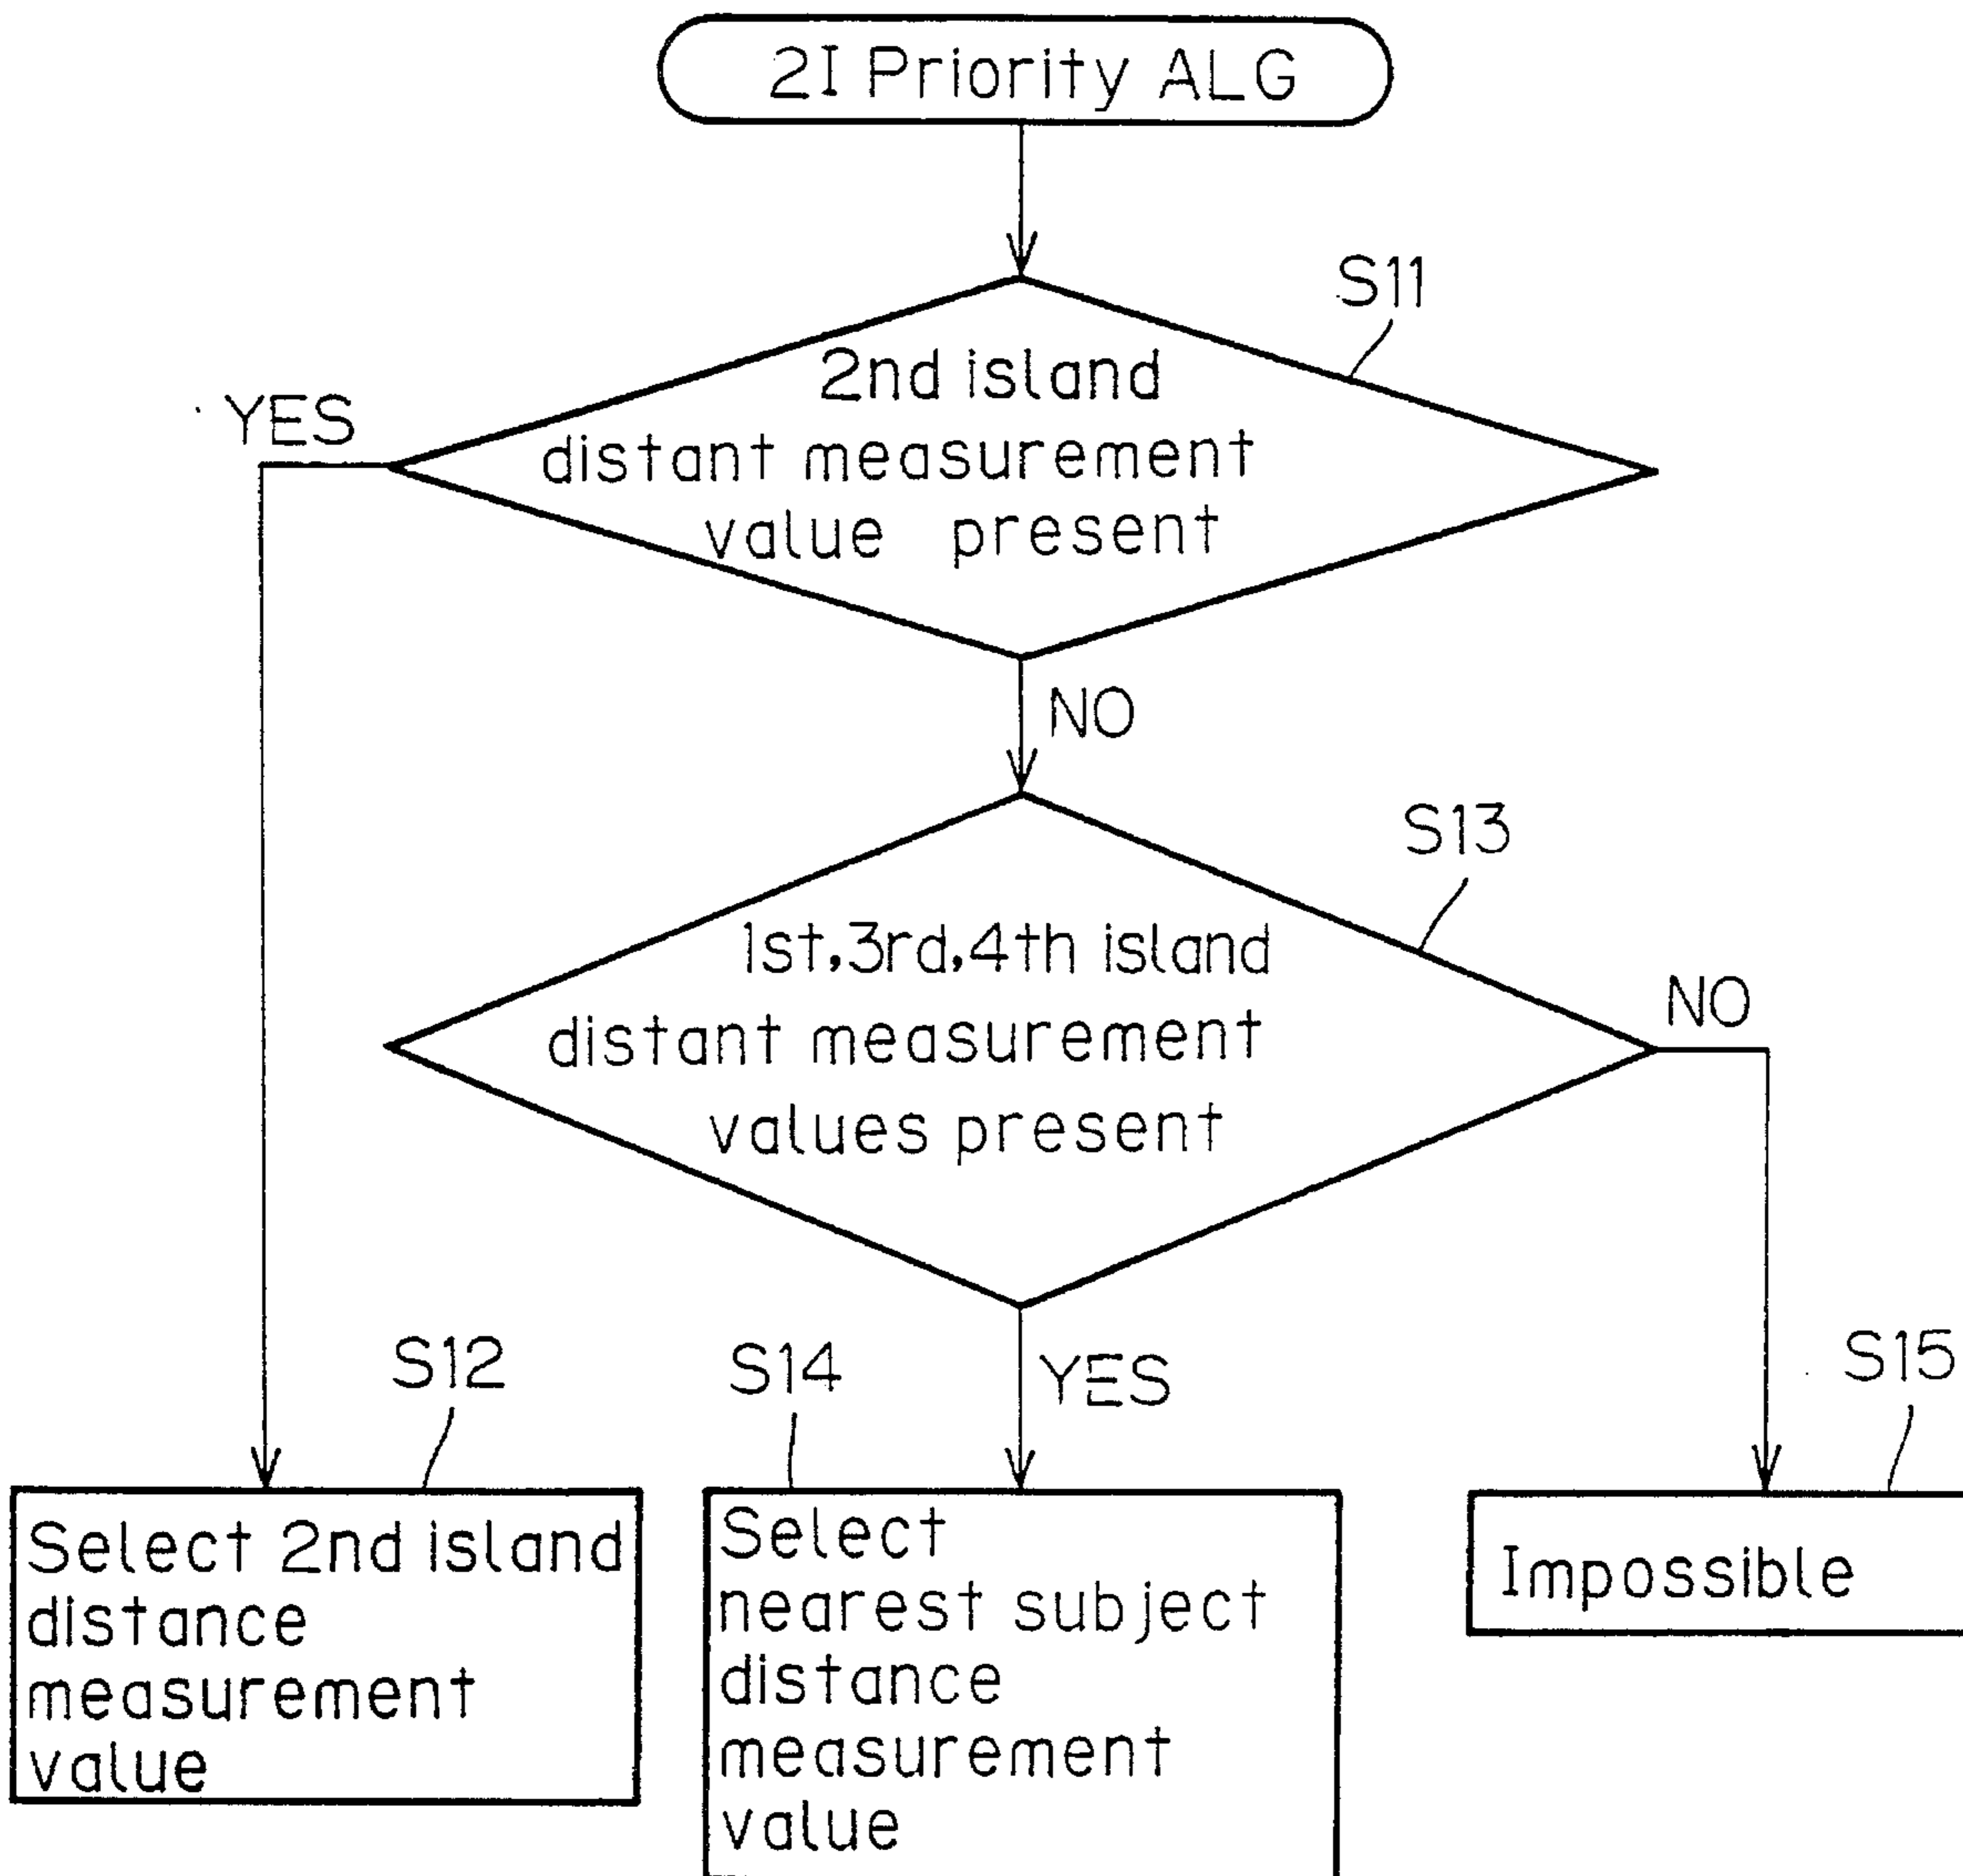 2I Priority ALG
S11
2nd island
distant measurement
value present
YES
NO
S13
1st,3rd,4th island
distant measurement
values present
NO
YES
S12
Select 2nd island
distance
measurement
value
S14
Select
nearest subject
distance
measurement
value
S15
Impossible